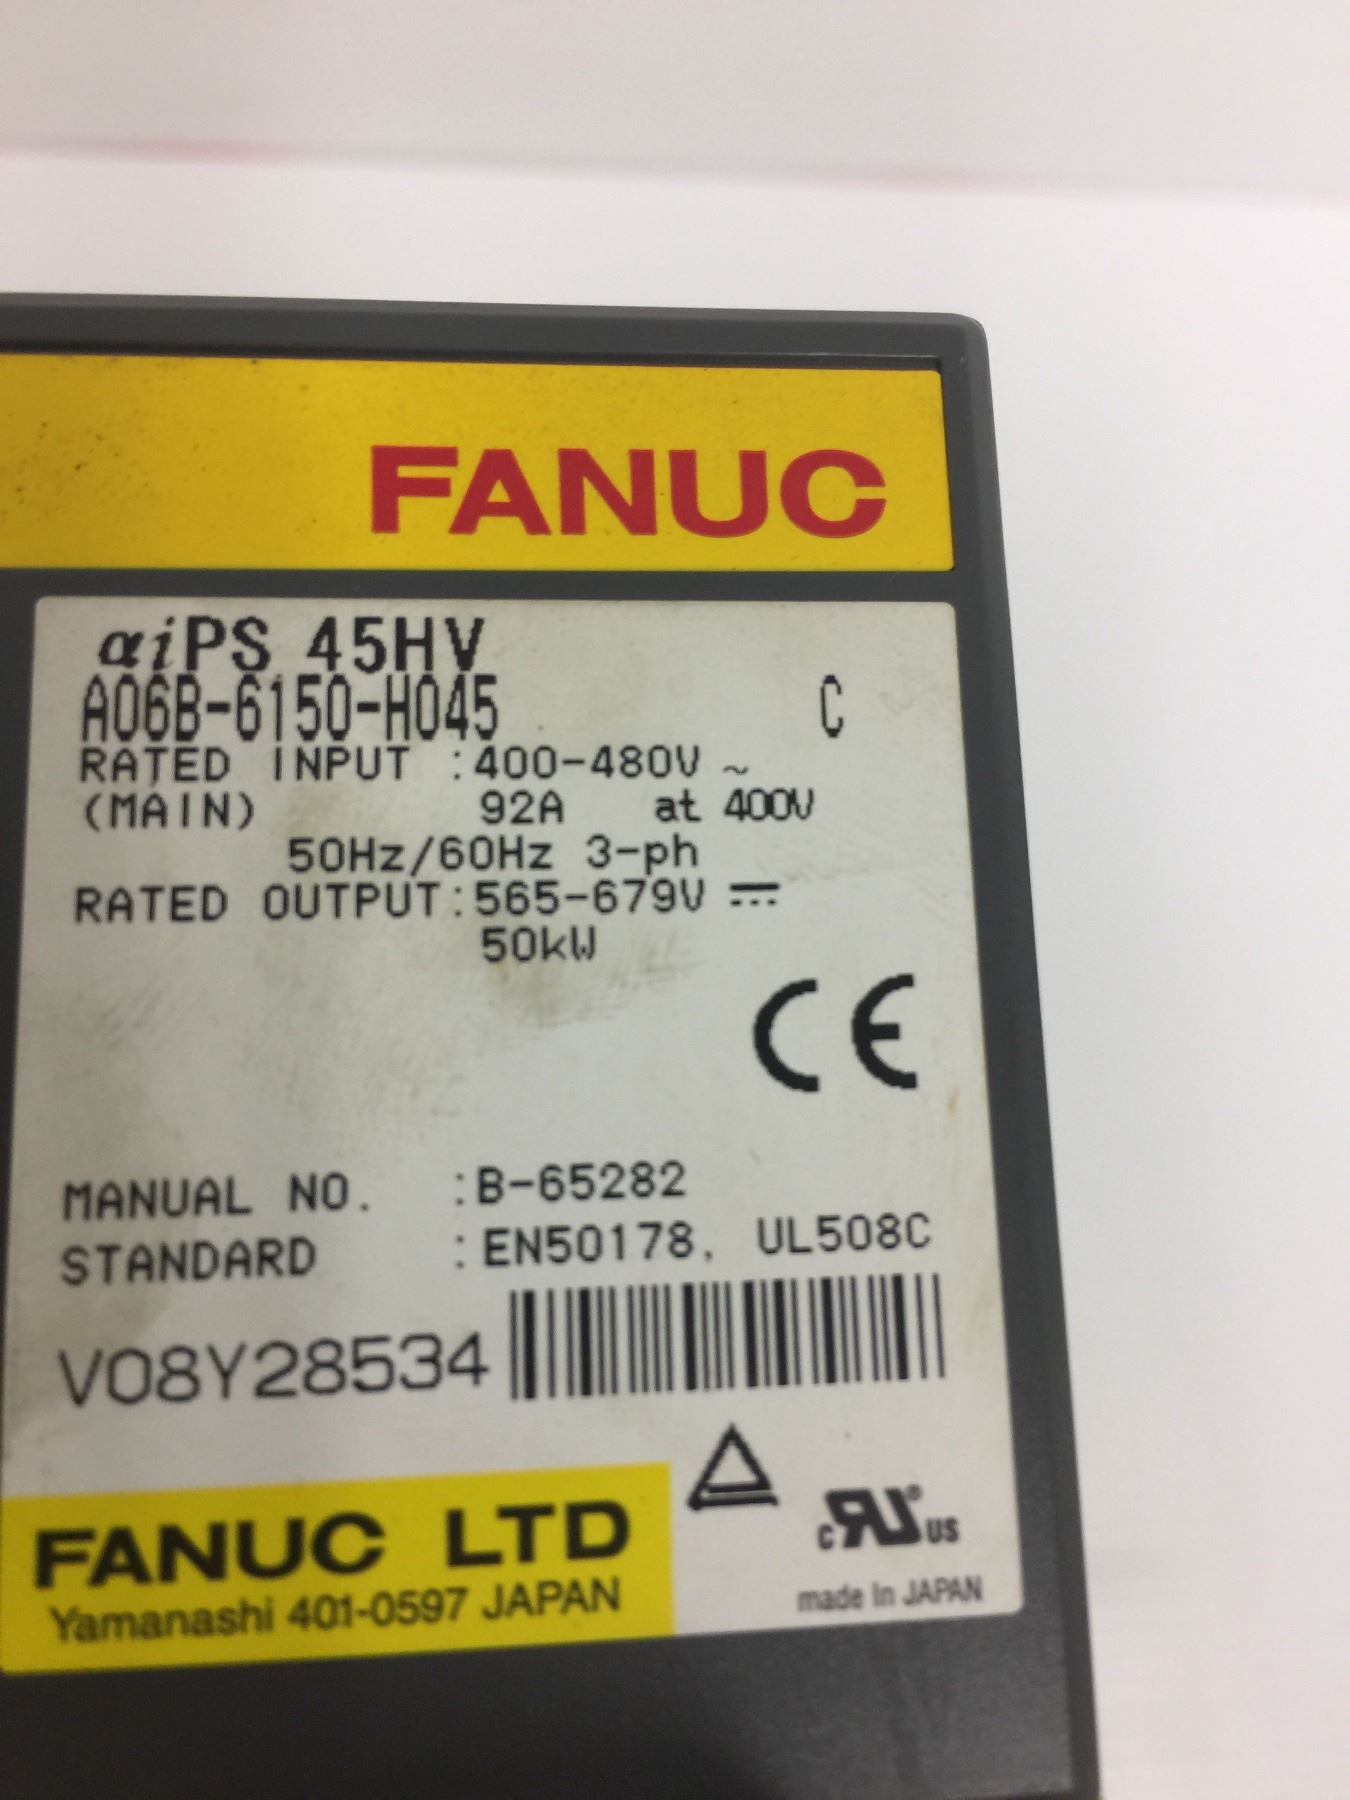 FANUC
αiPS 45HV
A06B-6150-H045 C
RATED INPUT :400-480V ~
(MAIN) 92A at 400V
50Hz/60Hz 3-ph
RATED OUTPUT:565-679V
50kW
CE
MANUAL NO. :B-65282
STANDARD :EN50178, UL508C
V08Y28534
FANUC LTD
Yamanashi 401-0597 JAPAN
c RU US
made In JAPAN